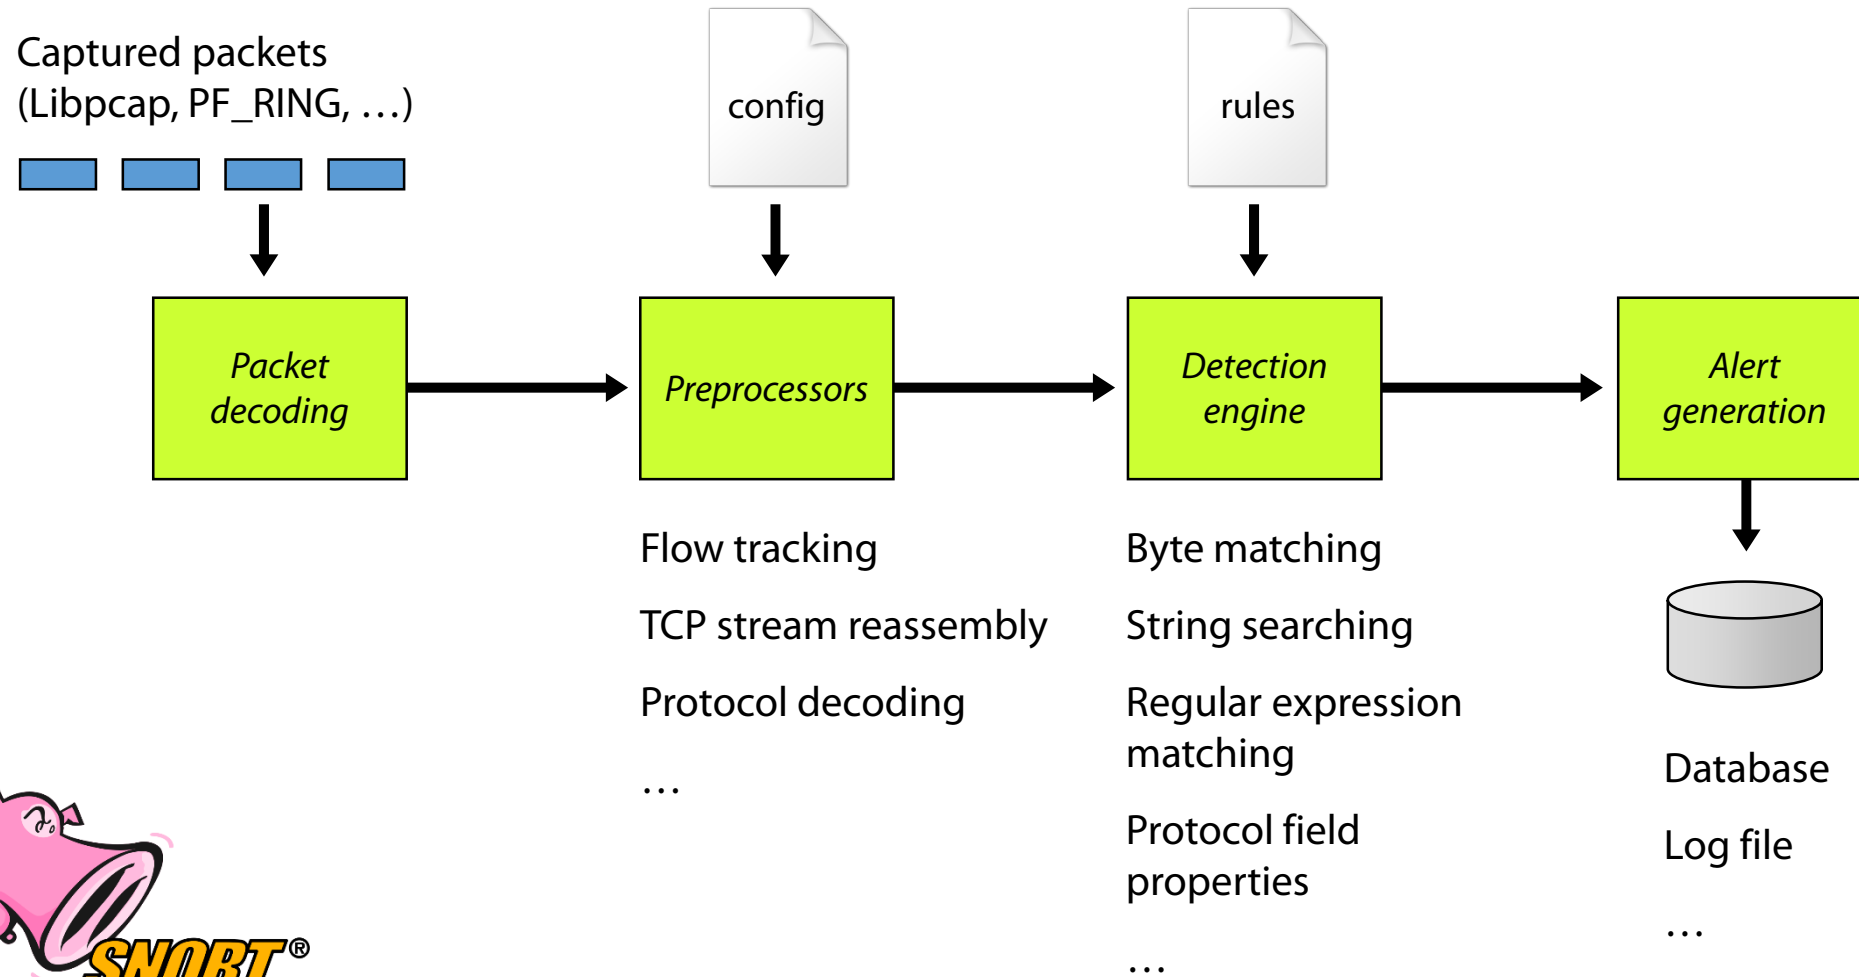 Captured packets
(Libpcap, PF_RING, …)
config
rules
Packet
decoding
Preprocessors
Detection
engine
Alert
generation
Flow tracking
TCP stream reassembly
Protocol decoding
…
Byte matching
String searching
Regular expression
matching
Protocol field
properties
…
Database
Log file
…
SNORT®